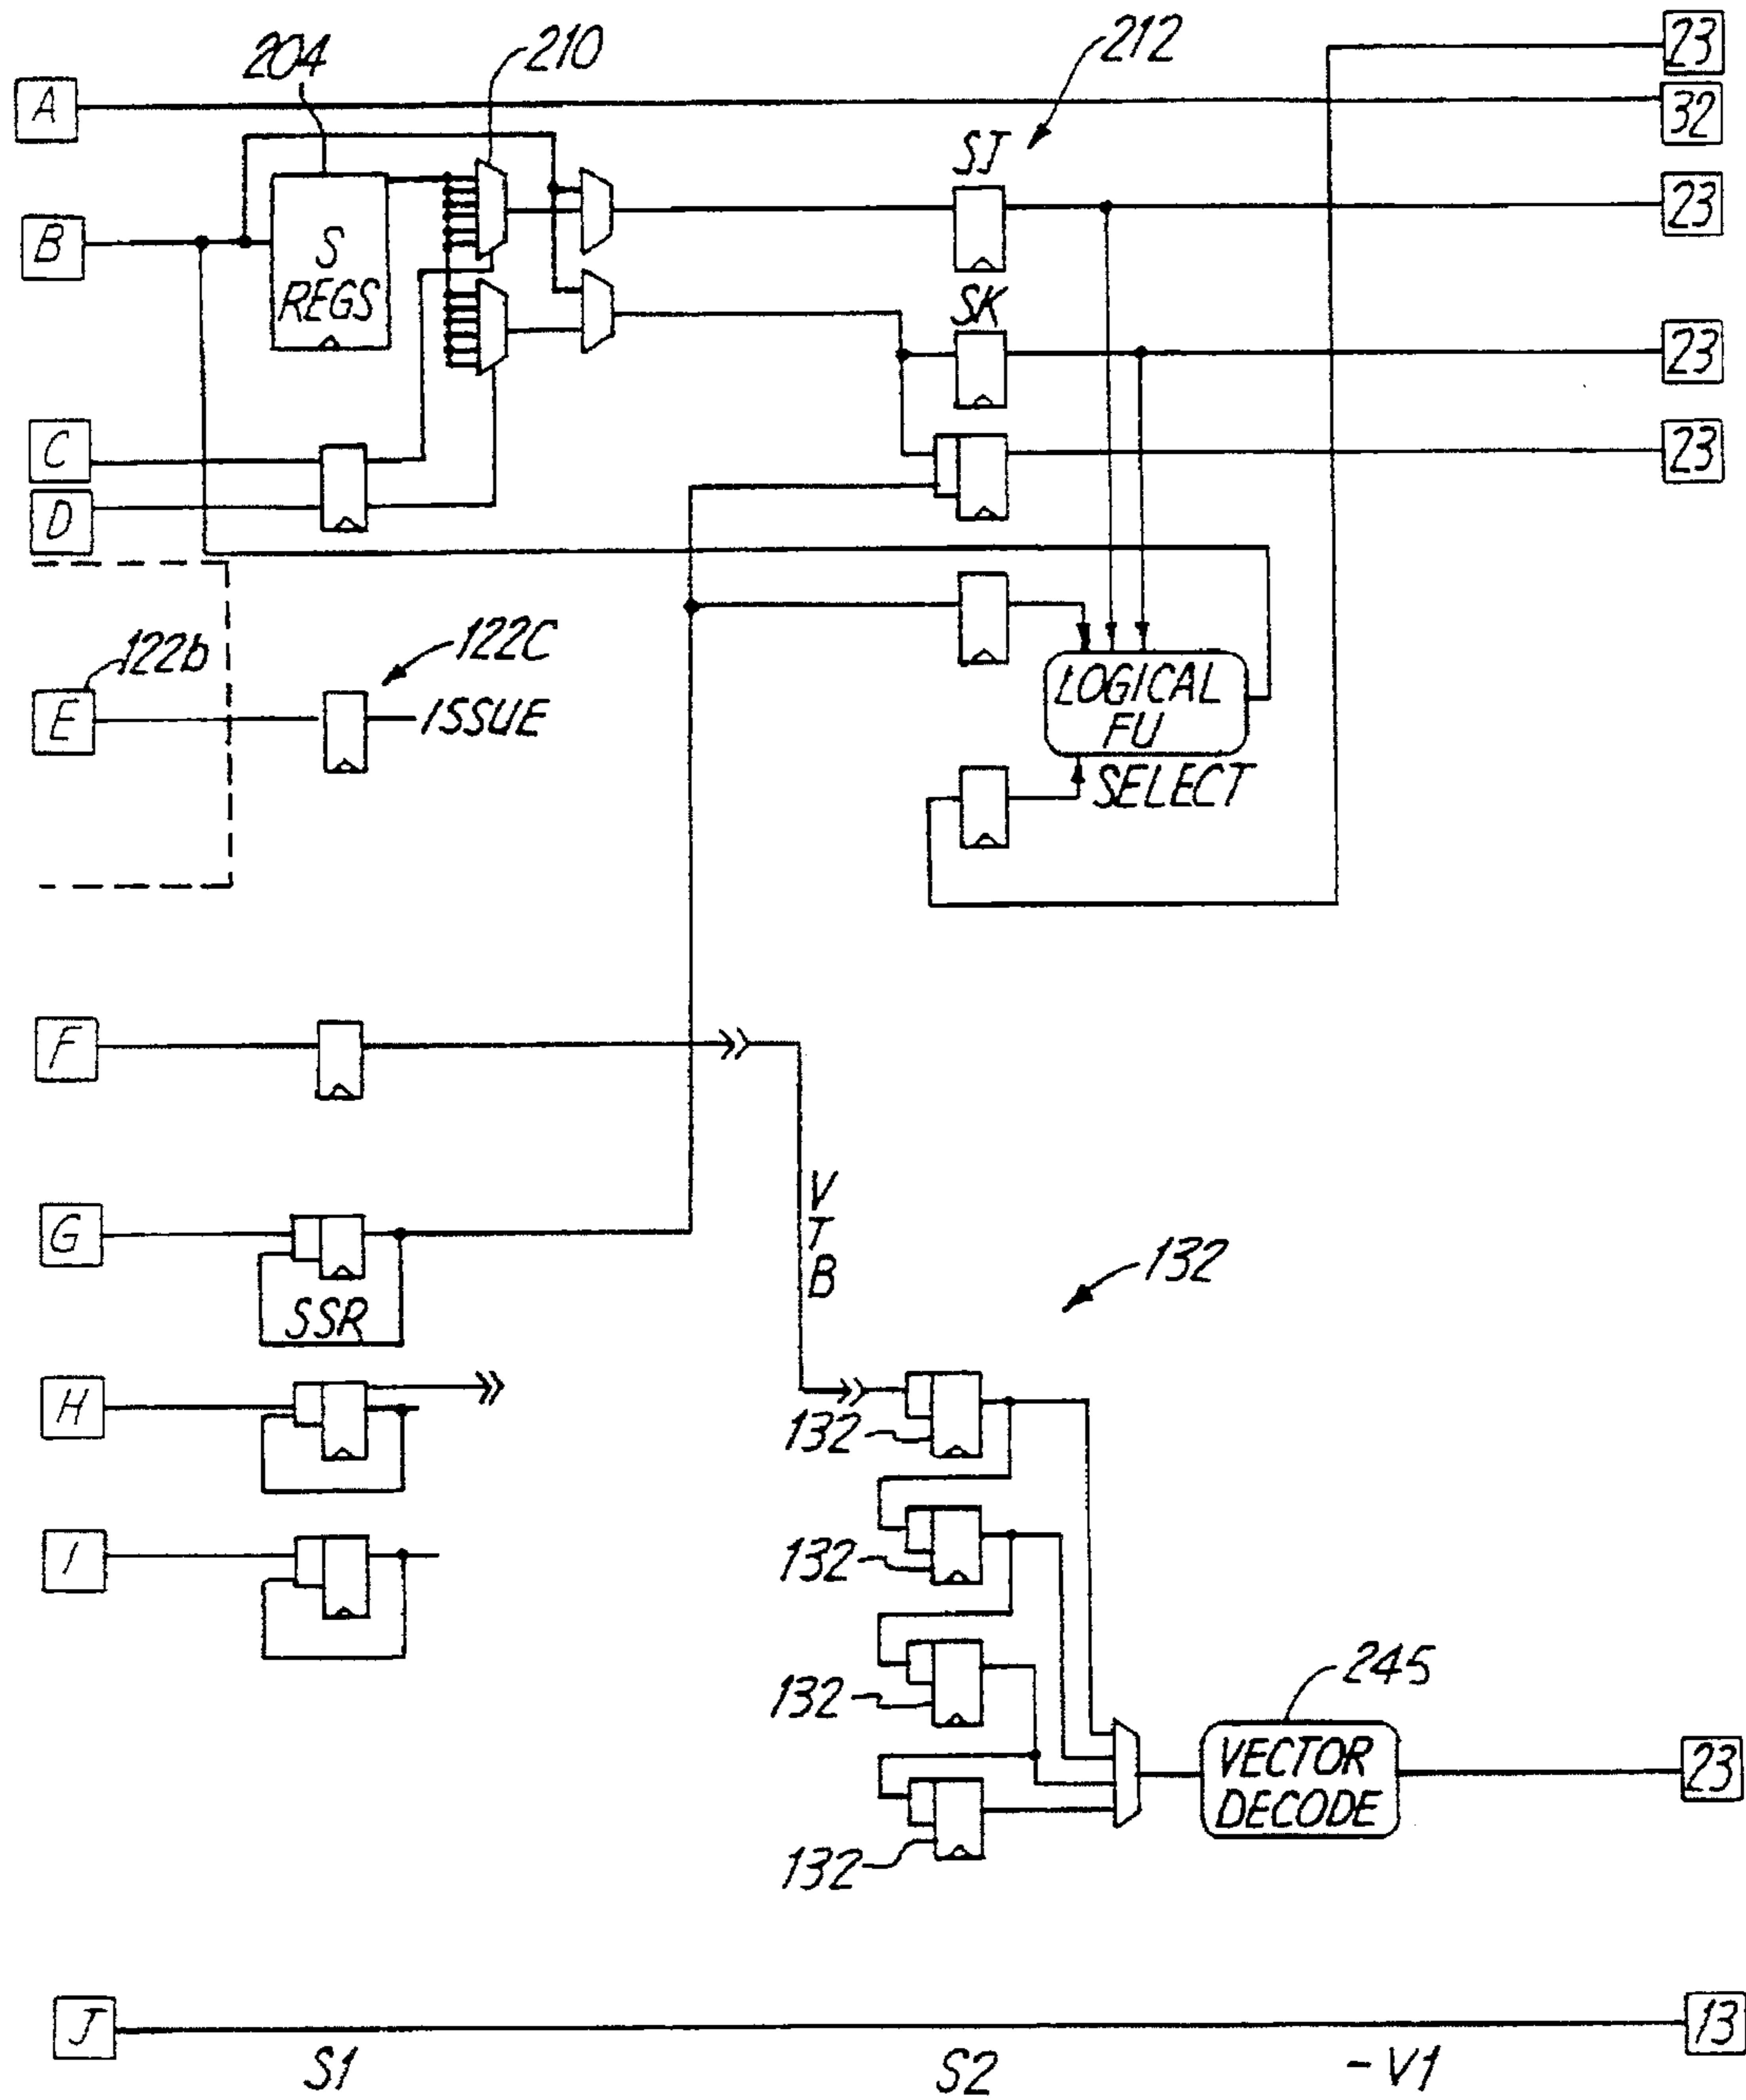 204
210
212
23
A
32
SJ
23
B
S
REGS
SK
23
C
23
D
122b
122C
E
ISSUE
LOGICAL
FU
SELECT
F
V
T
B
G
SSR
132
H
132
I
132
132
245
VECTOR
DECODE
23
132
J
13
S1
S2
-V1